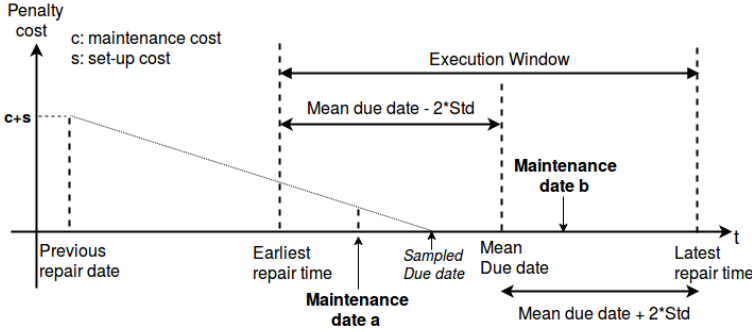 Penalty
cost
c: maintenance cost
s: set-up cost
Execution Window
Mean due date - 2*Std
c+s
Maintenance
date b
t
Previous
repair date
Earliest
repair time
Sampled
Due date
Mean
Due date
Latest
repair time
Maintenance
date a
Mean due date + 2*Std